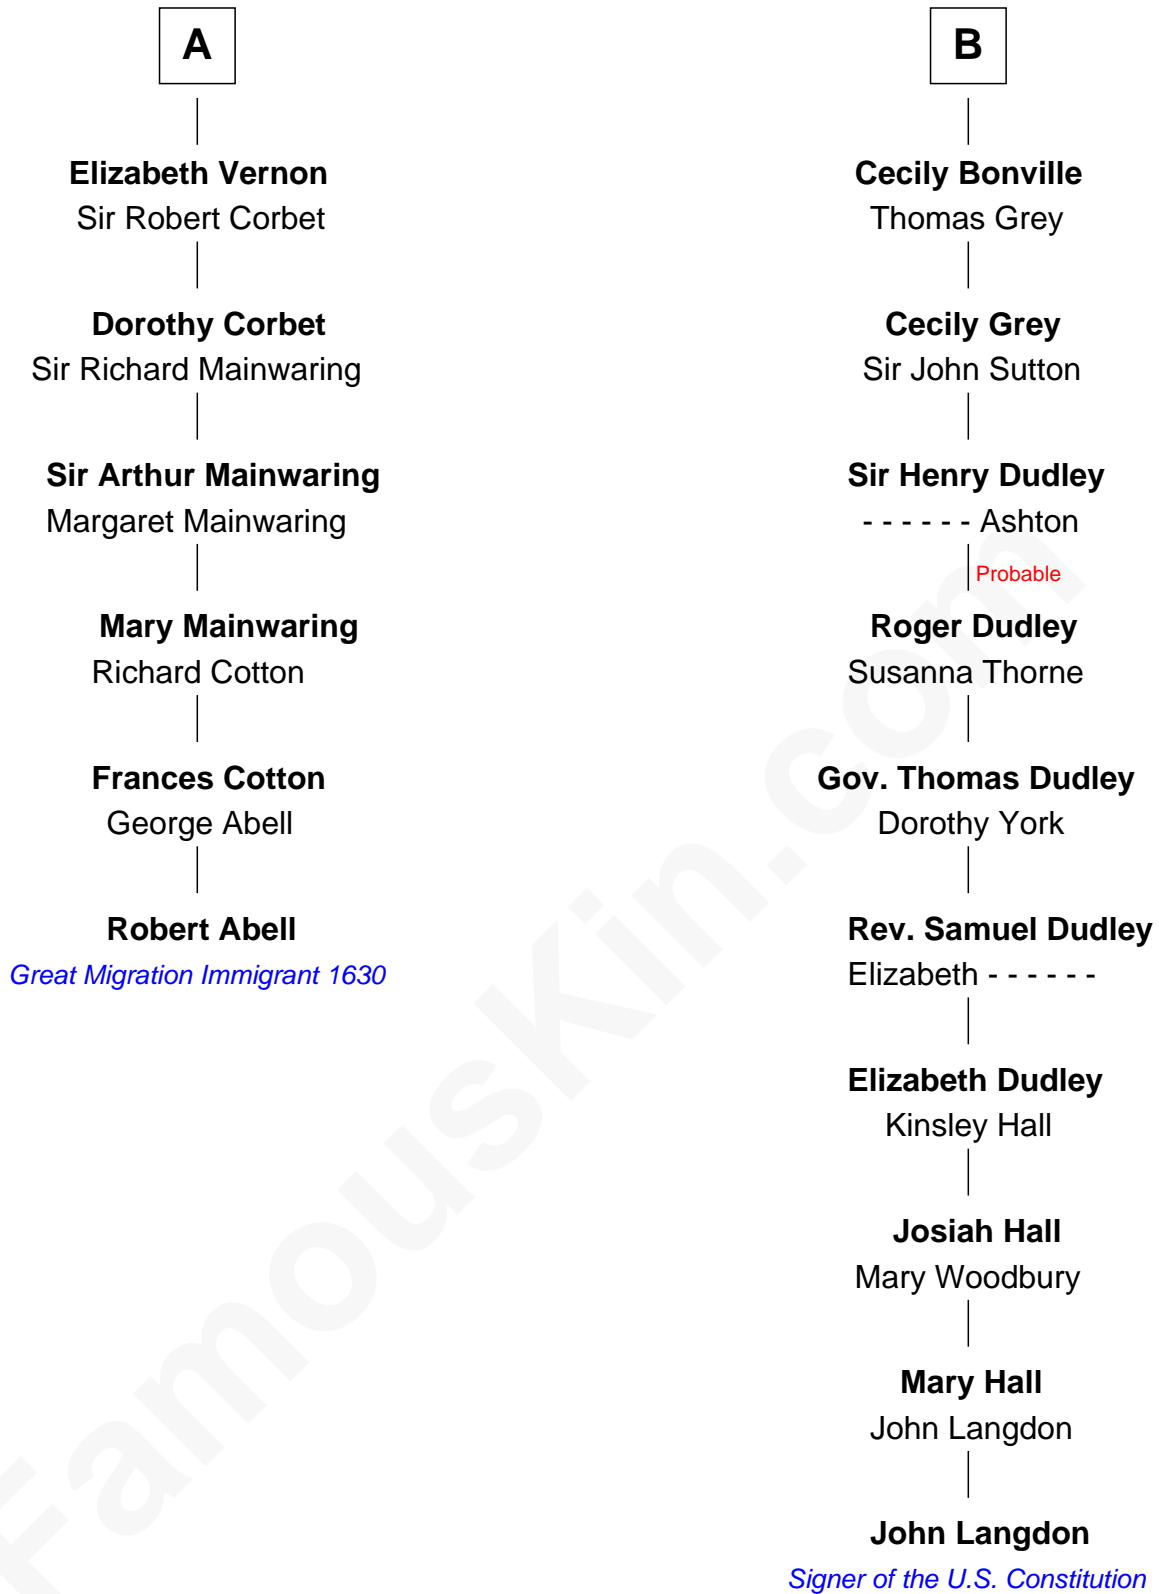 A
Elizabeth Vernon
Sir Robert Corbet
Dorothy Corbet
Sir Richard Mainwaring
Sir Arthur Mainwaring
Margaret Mainwaring
Mary Mainwaring
Richard Cotton
Frances Cotton
George Abell
Robert Abell
Great Migration Immigrant 1630
B
Cecily Bonville
Thomas Grey
Cecily Grey
Sir John Sutton
Sir Henry Dudley
- - - - - - Ashton
Probable
Roger Dudley
Susanna Thorne
Gov. Thomas Dudley
Dorothy York
Rev. Samuel Dudley
Elizabeth - - - - - -
Elizabeth Dudley
Kinsley Hall
Josiah Hall
Mary Woodbury
Mary Hall
John Langdon
John Langdon
Signer of the U.S. Constitution
FamousKin.com